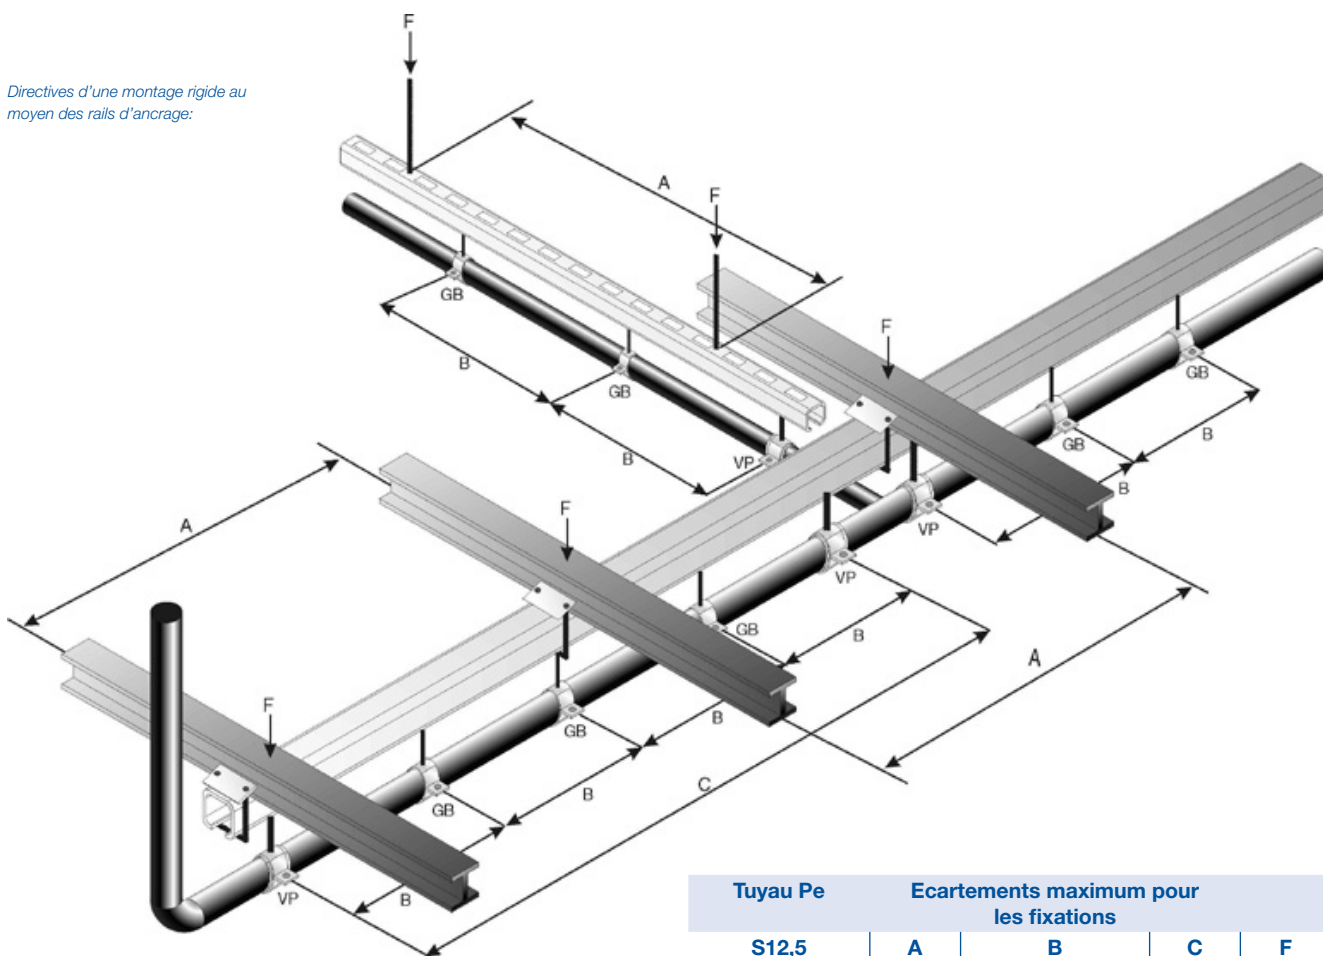 Directives d'une montage rigide au
moyen des rails d'ancrage:
F
A
F
GB
F
B
GB
GB
B
VP
GB
B
B
A
F
VP
VP
GB
B
A
F
B
GB
C
GB
B
VP
B
Tuyau Pe Ecartements maximum pour
les fixations
S12,5 A B C F